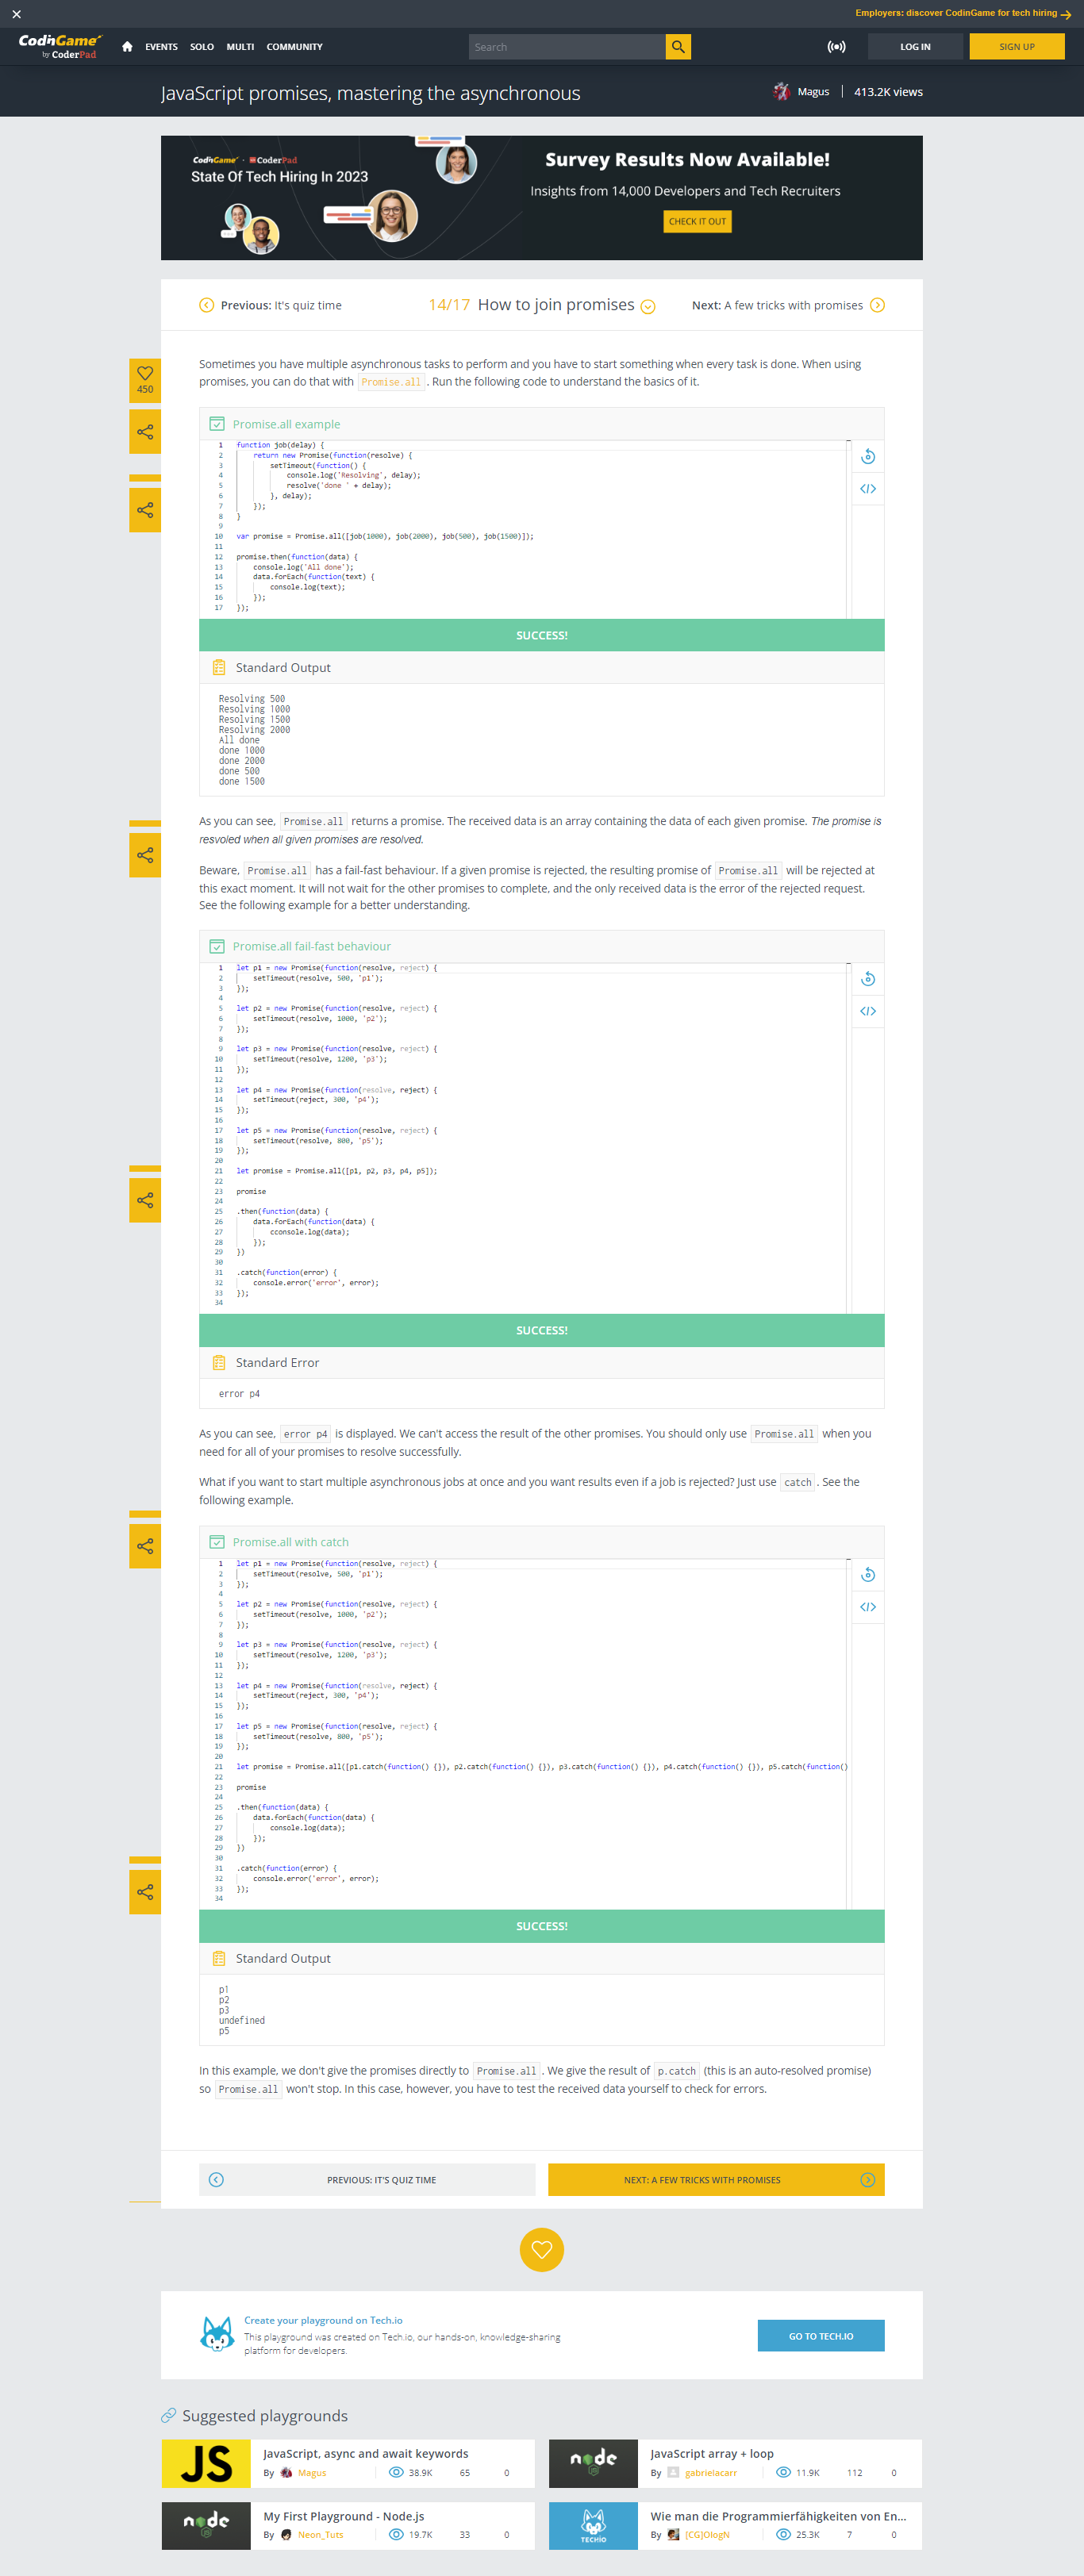 Employers: discover CodinGame for tech hiring
CodinGame
by CoderPad
EVENTS SOLO MULTI COMMUNITY
Search
LOG IN
SIGN UP
JavaScript promises, mastering the asynchronous
Magus
413.2K views
CodinGame · CoderPad
State Of Tech Hiring In 2023
Survey Results Now Available!
Insights from 14,000 Developers and Tech Recruiters
CHECK IT OUT
Previous: It's quiz time
14/17 How to join promises
Next: A few tricks with promises
450
Sometimes you have multiple asynchronous tasks to perform and you have to start something when every task is done. When using
promises, you can do that with Promise.all . Run the following code to understand the basics of it.
Promise.all example
1 function job(delay) {
2 return new Promise(function(resolve) {
3 setTimeout(function() {
4 console.log('Resolving', delay);
5 resolve('done ' + delay);
6 }, delay);
7 });
8 }
9
10 var promise = Promise.all([job(1000), job(2000), job(500), job(1500)]);
11
12 promise.then(function(data) {
13 console.log('All done');
14 data.forEach(function(text) {
15 console.log(text);
16 });
17 });
SUCCESS!
Standard Output
Resolving 500
Resolving 1000
Resolving 1500
Resolving 2000
All done
done 1000
done 2000
done 500
done 1500
As you can see, Promise.all returns a promise. The received data is an array containing the data of each given promise. The promise is
resvoled when all given promises are resolved.
Beware, Promise.all has a fail-fast behaviour. If a given promise is rejected, the resulting promise of Promise.all will be rejected at
this exact moment. It will not wait for the other promises to complete, and the only received data is the error of the rejected request.
See the following example for a better understanding.
Promise.all fail-fast behaviour
1 let p1 = new Promise(function(resolve, reject) {
2 setTimeout(resolve, 500, 'p1');
3 });
4
5 let p2 = new Promise(function(resolve, reject) {
6 setTimeout(resolve, 1000, 'p2');
7 });
8
9 let p3 = new Promise(function(resolve, reject) {
10 setTimeout(resolve, 1200, 'p3');
11 });
12
13 let p4 = new Promise(function(resolve, reject) {
14 setTimeout(reject, 300, 'p4');
15 });
16
17 let p5 = new Promise(function(resolve, reject) {
18 setTimeout(resolve, 800, 'p5');
19 });
20
21 let promise = Promise.all([p1, p2, p3, p4, p5]);
22
23 promise
24
25 .then(function(data) {
26 data.forEach(function(data) {
27 cconsole.log(data);
28 });
29 })
30
31 .catch(function(error) {
32 console.error('error', error);
33 });
34
SUCCESS!
Standard Error
error p4
As you can see, error p4 is displayed. We can't access the result of the other promises. You should only use Promise.all when you
need for all of your promises to resolve successfully.
What if you want to start multiple asynchronous jobs at once and you want results even if a job is rejected? Just use catch . See the
following example.
Promise.all with catch
1 let p1 = new Promise(function(resolve, reject) {
2 setTimeout(resolve, 500, 'p1');
3 });
4
5 let p2 = new Promise(function(resolve, reject) {
6 setTimeout(resolve, 1000, 'p2');
7 });
8
9 let p3 = new Promise(function(resolve, reject) {
10 setTimeout(resolve, 1200, 'p3');
11 });
12
13 let p4 = new Promise(function(resolve, reject) {
14 setTimeout(reject, 300, 'p4');
15 });
16
17 let p5 = new Promise(function(resolve, reject) {
18 setTimeout(resolve, 800, 'p5');
19 });
20
21 let promise = Promise.all([p1.catch(function() {}), p2.catch(function() {}), p3.catch(function() {}), p4.catch(function() {}), p5.catch(function()
22
23 promise
24
25 .then(function(data) {
26 data.forEach(function(data) {
27 console.log(data);
28 });
29 })
30
31 .catch(function(error) {
32 console.error('error', error);
33 });
34
SUCCESS!
Standard Output
p1
p2
p3
undefined
p5
In this example, we don't give the promises directly to Promise.all . We give the result of p.catch (this is an auto-resolved promise)
so Promise.all won't stop. In this case, however, you have to test the received data yourself to check for errors.
PREVIOUS: IT'S QUIZ TIME
NEXT: A FEW TRICKS WITH PROMISES
Create your playground on Tech.io
This playground was created on Tech.io, our hands-on, knowledge-sharing
platform for developers.
GO TO TECH.IO
Suggested playgrounds
JS
JavaScript, async and await keywords
By Magus 38.9K 65 0
node
JS
JavaScript array + loop
By gabrielacarr 11.9K 112 0
node
JS
My First Playground - Node.js
By Neon_Tuts 19.7K 33 0
TECHIO
Wie man die Programmierfähigkeiten von En...
By [CG]OlogN 25.3K 7 0